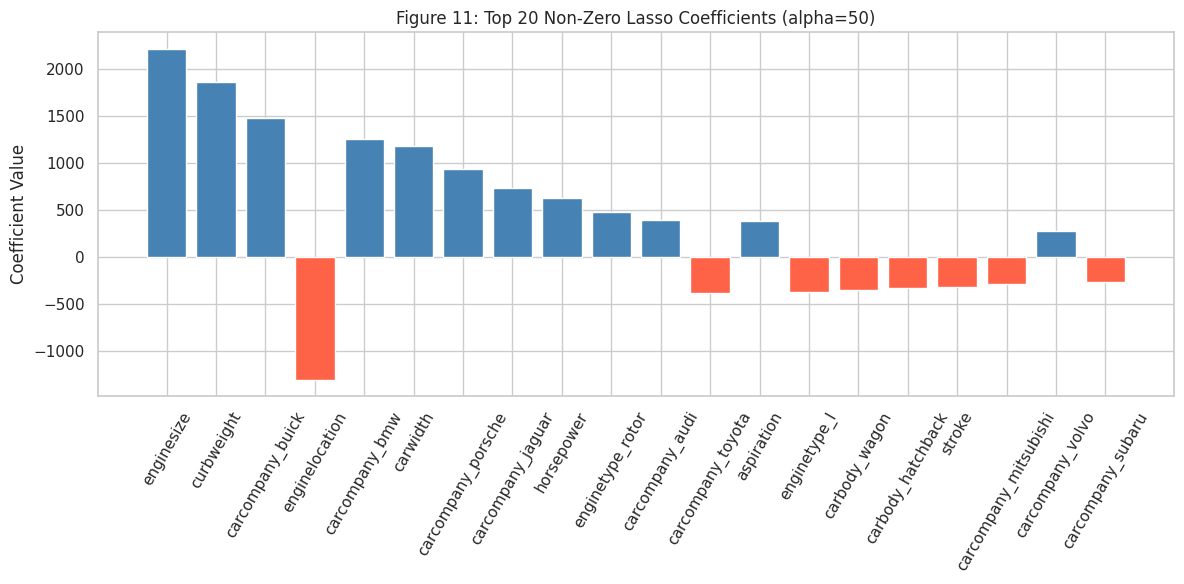 Figure 11: Top 20 Non-Zero Lasso Coefficients (alpha=50)
Coefficient Value
2000
1500
1000
500
0
−500
−1000
enginesize
curbweight
carcompany_buick
enginelocation
carcompany_bmw
carwidth
carcompany_porsche
carcompany_jaguar
horsepower
enginetype_rotor
carcompany_audi
carcompany_toyota
aspiration
enginetype_l
carbody_wagon
carbody_hatchback
stroke
carcompany_mitsubishi
carcompany_volvo
carcompany_subaru